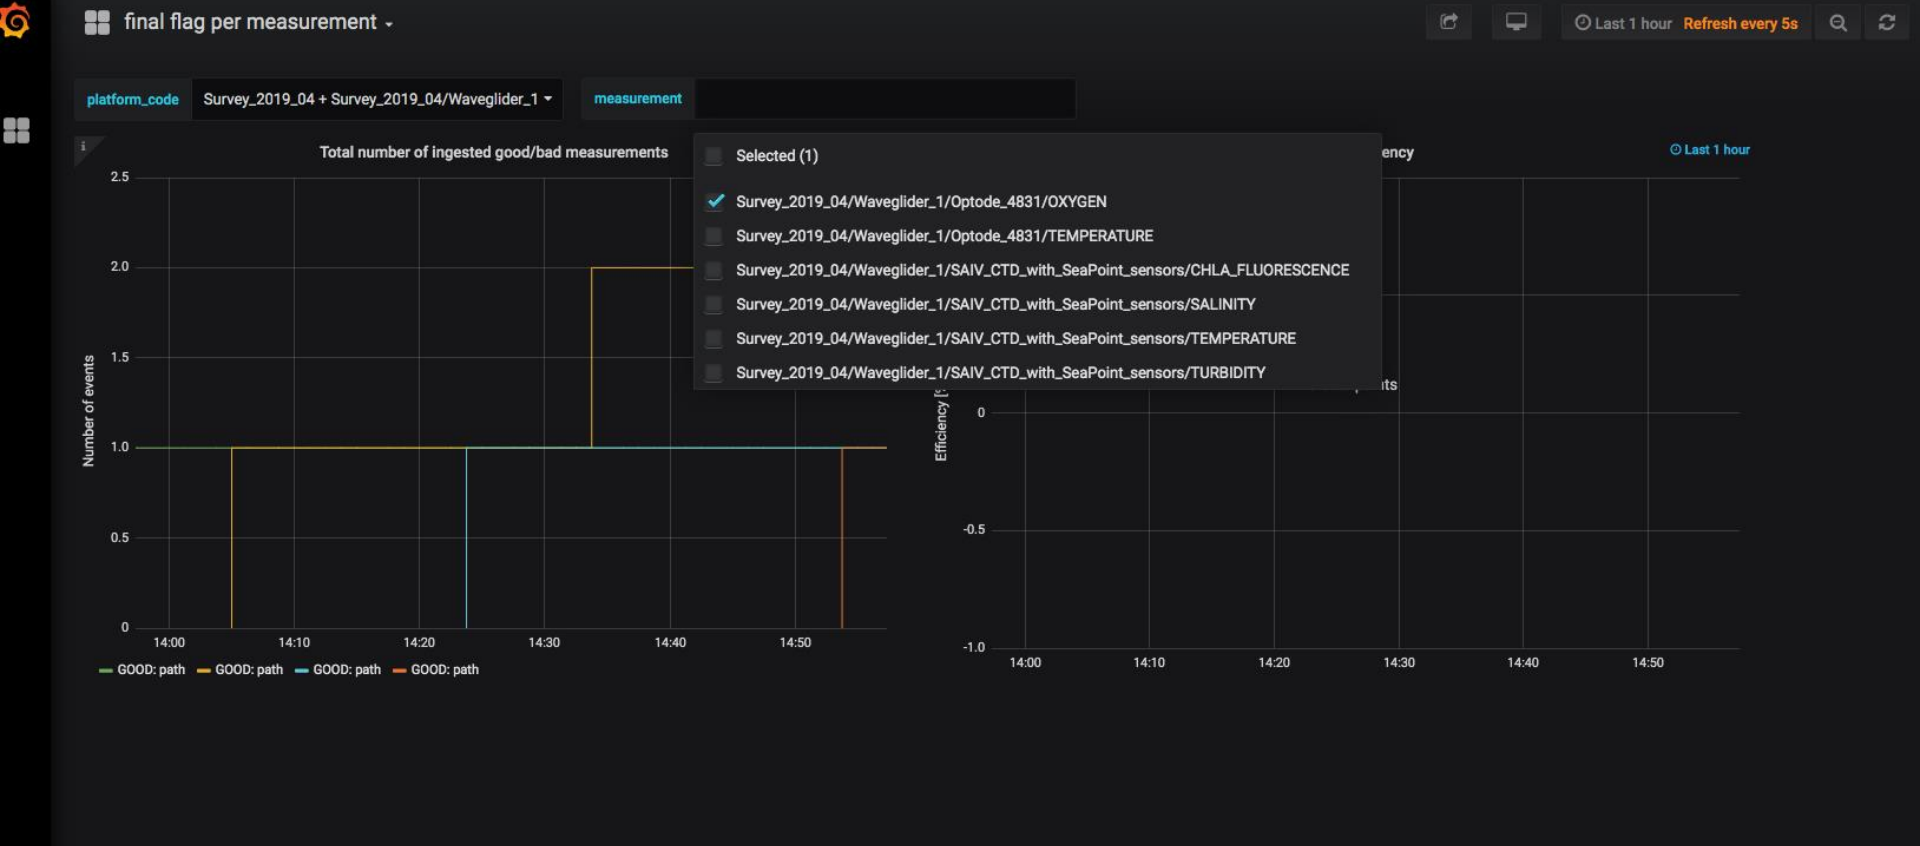 final flag per measurement
Last 1 hour Refresh every 5s
platform_code Survey_2019_04 + Survey_2019_04/Waveglider_1
measurement
i
Total number of ingested good/bad measurements
Selected (1)
Survey_2019_04/Waveglider_1/Optode_4831/OXYGEN
Survey_2019_04/Waveglider_1/Optode_4831/TEMPERATURE
Survey_2019_04/Waveglider_1/SAIV_CTD_with_SeaPoint_sensors/CHLA_FLUORESCENCE
Survey_2019_04/Waveglider_1/SAIV_CTD_with_SeaPoint_sensors/SALINITY
Survey_2019_04/Waveglider_1/SAIV_CTD_with_SeaPoint_sensors/TEMPERATURE
Survey_2019_04/Waveglider_1/SAIV_CTD_with_SeaPoint_sensors/TURBIDITY
ency
Last 1 hour
Number of events
2.5
2.0
1.5
1.0
0.5
0
14:00 14:10 14:20 14:30 14:40 14:50
GOOD: path GOOD: path GOOD: path GOOD: path
Efficiency
0
-0.5
-1.0
14:00 14:10 14:20 14:30 14:40 14:50